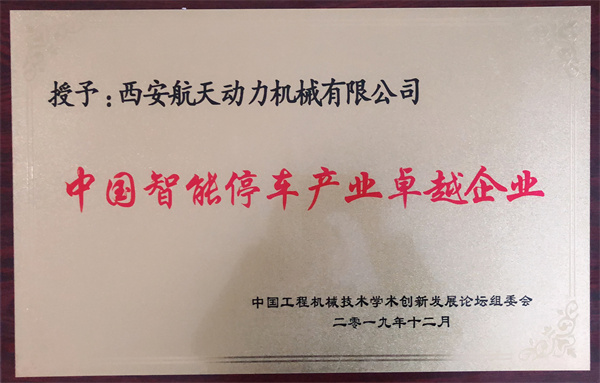 授予：西安航天动力机械有限公司
中国智能停车产业卓越企业
中国工程机械技术学术创新发展论坛组委会
二零一九年十二月